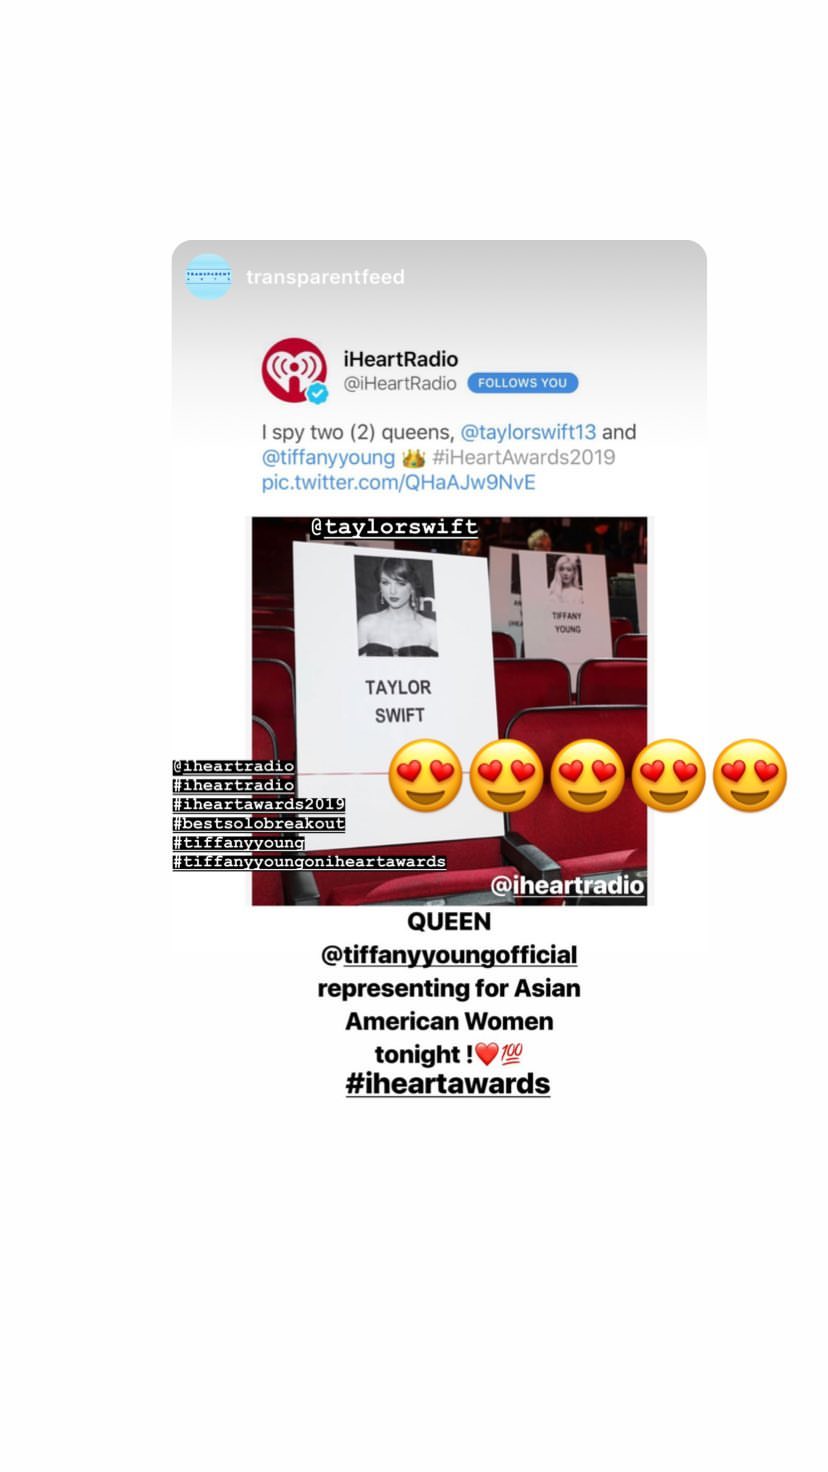 TRANSPARENT
transparentfeed
iHeartRadio
@iHeartRadio FOLLOWS YOU
I spy two (2) queens, @taylorswift13 and
@tiffanyyoung 👑 #iHeartAwards2019
pic.twitter.com/QHaAJw9NvE
@taylorswift
TIFFANY
YOUNG
TAYLOR
SWIFT
@iheartradio
#iheartradio
#iheartawards2019
#bestsolobreakout
#tiffanyyoung
#tiffanyyoungoniheartawards
😍😍😍😍😍
@iheartradio
QUEEN
@tiffanyyoungofficial
representing for Asian
American Women
tonight !❤️💯
#iheartawards